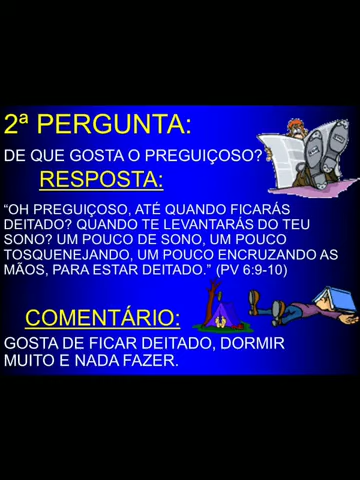 2ª PERGUNTA:
DE QUE GOSTA O PREGUIÇOSO?
RESPOSTA:
“OH PREGUIÇOSO, ATÉ QUANDO FICARÁS
DEITADO? QUANDO TE LEVANTARÁS DO TEU
SONO? UM POUCO DE SONO, UM POUCO
TOSQUENEJANDO, UM POUCO ENCRUZANDO AS
MÃOS, PARA ESTAR DEITADO.” (PV 6:9-10)
COMENTÁRIO:
GOSTA DE FICAR DEITADO, DORMIR
MUITO E NADA FAZER.